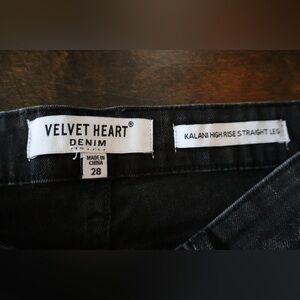 VELVET HEART®
DENIM
KALANI HIGH RISE STRAIGHT LEG
MADE IN
CHINA
28